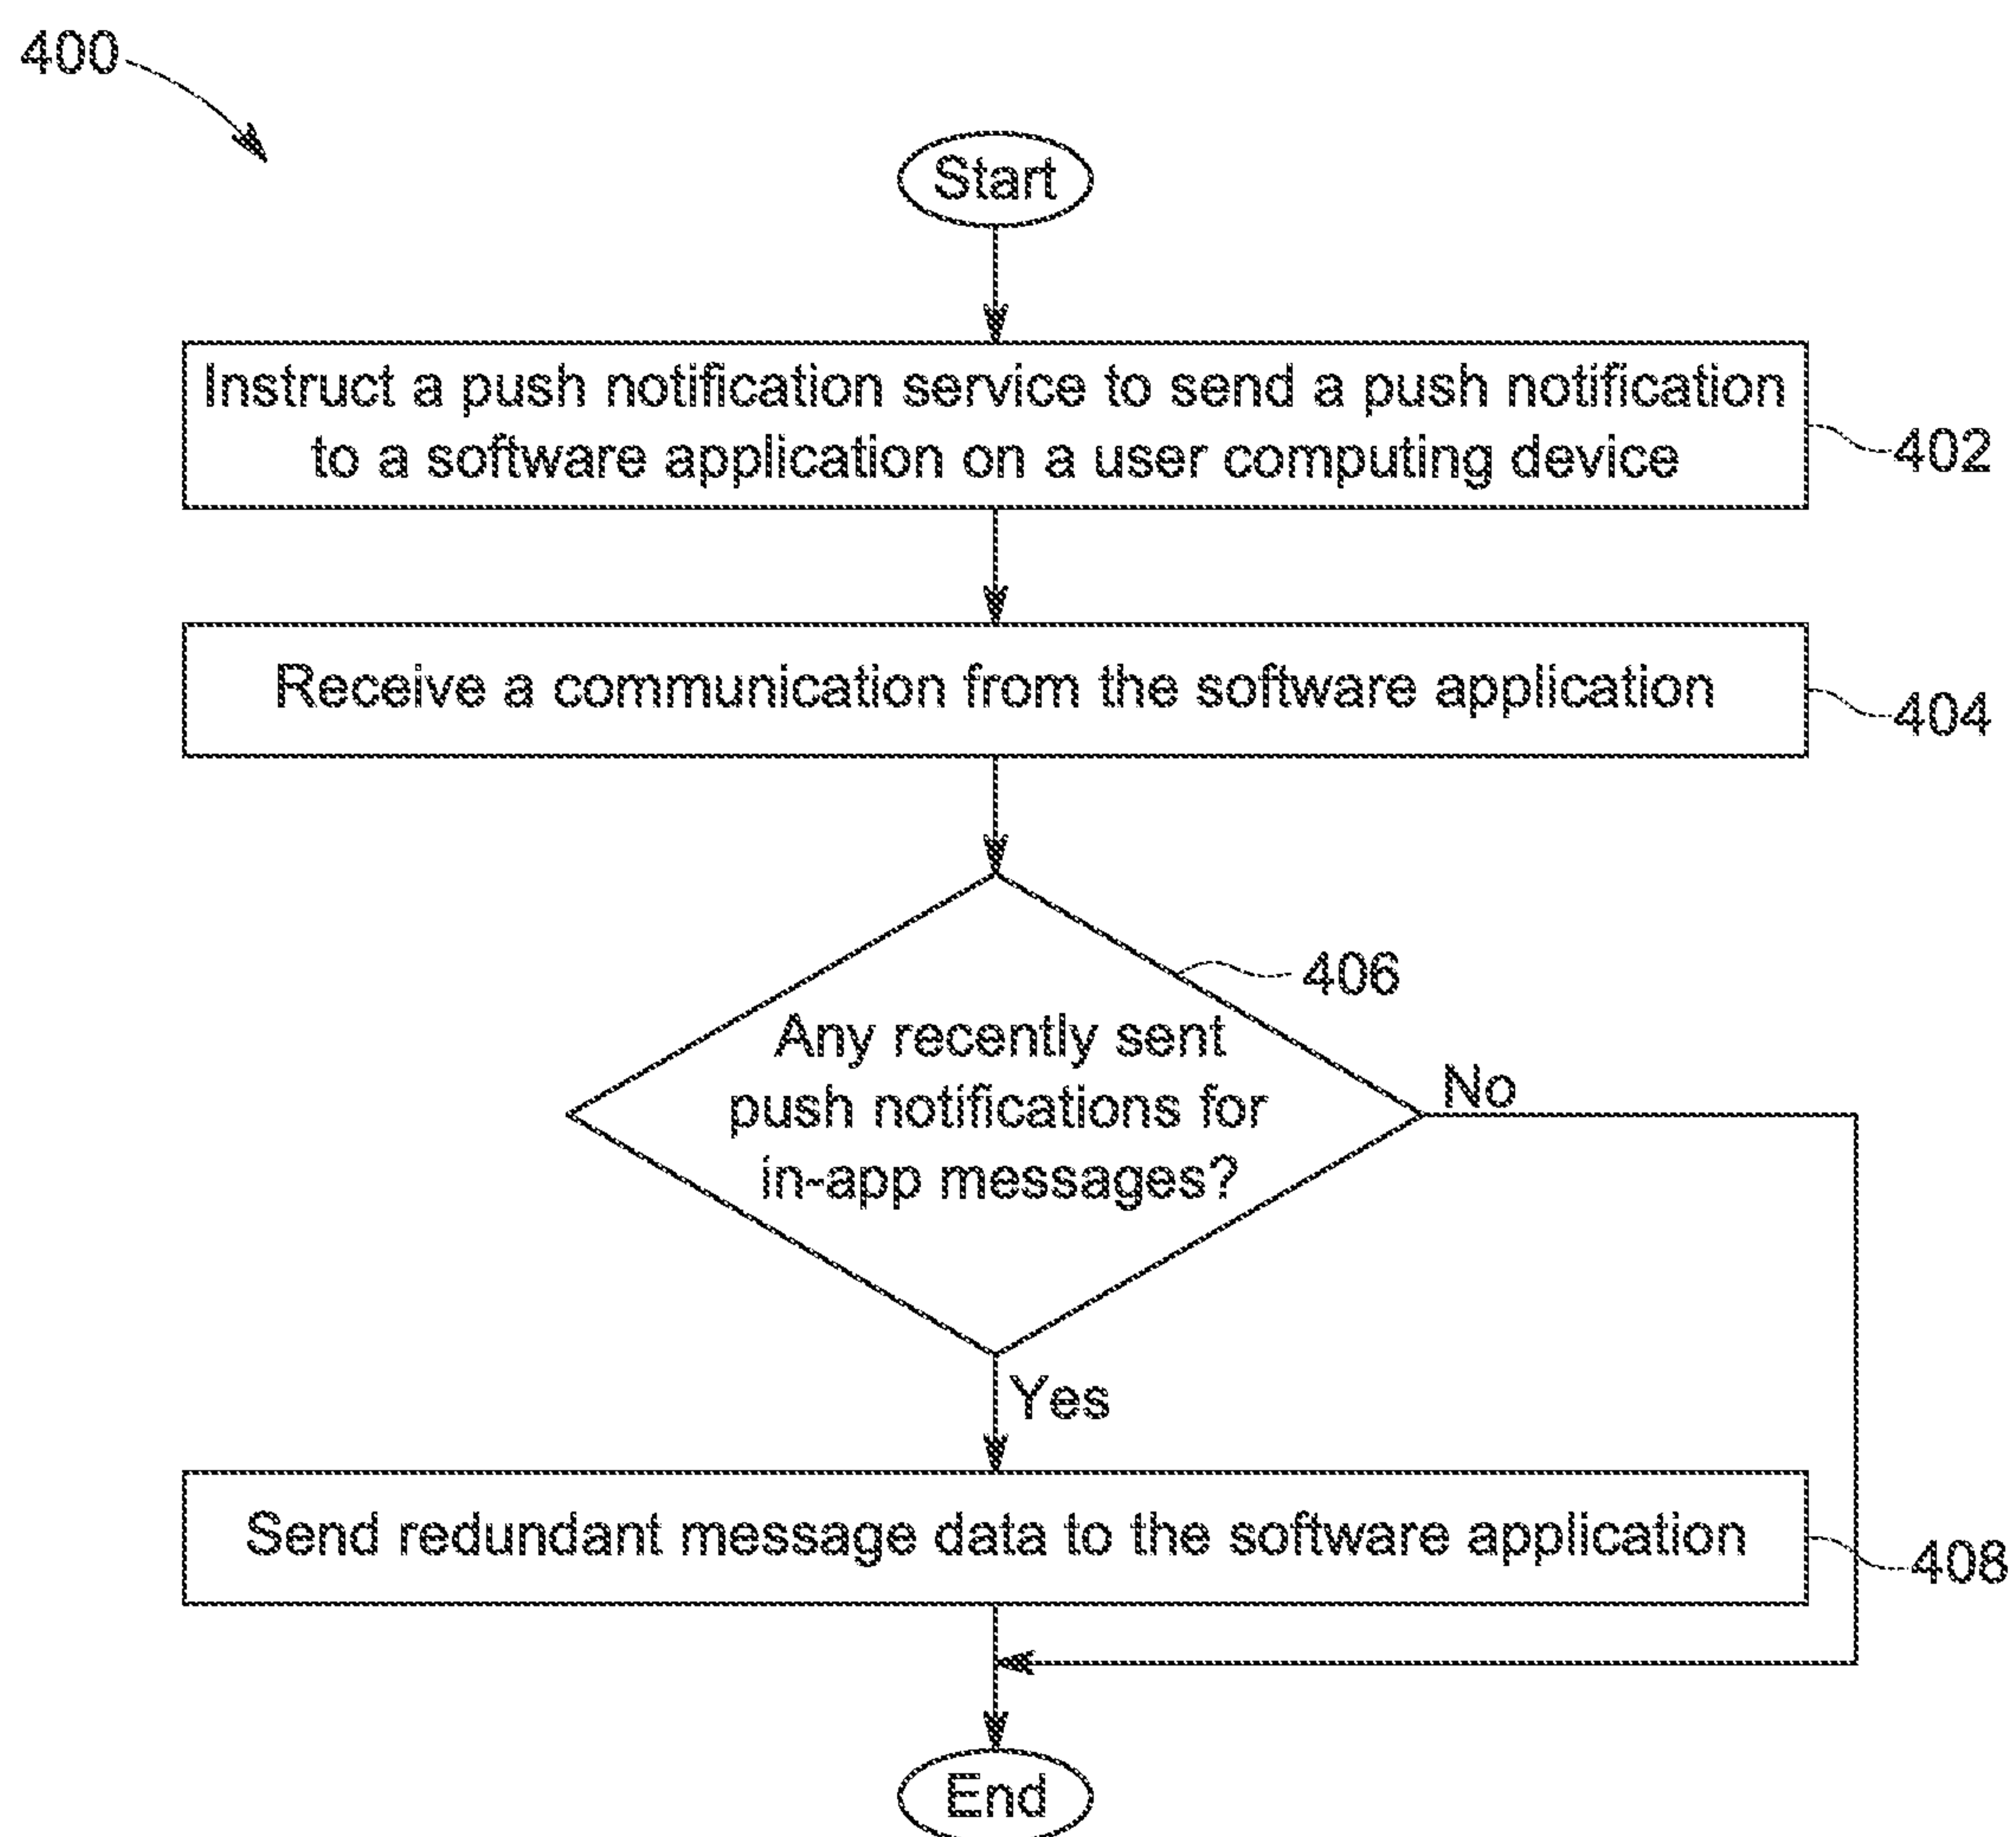 400
Start
Instruct a push notification service to send a push notification
to a software application on a user computing device
402
Receive a communication from the software application
404
406
Any recently sent
push notifications for
in-app messages?
No
Yes
Send redundant message data to the software application
408
End